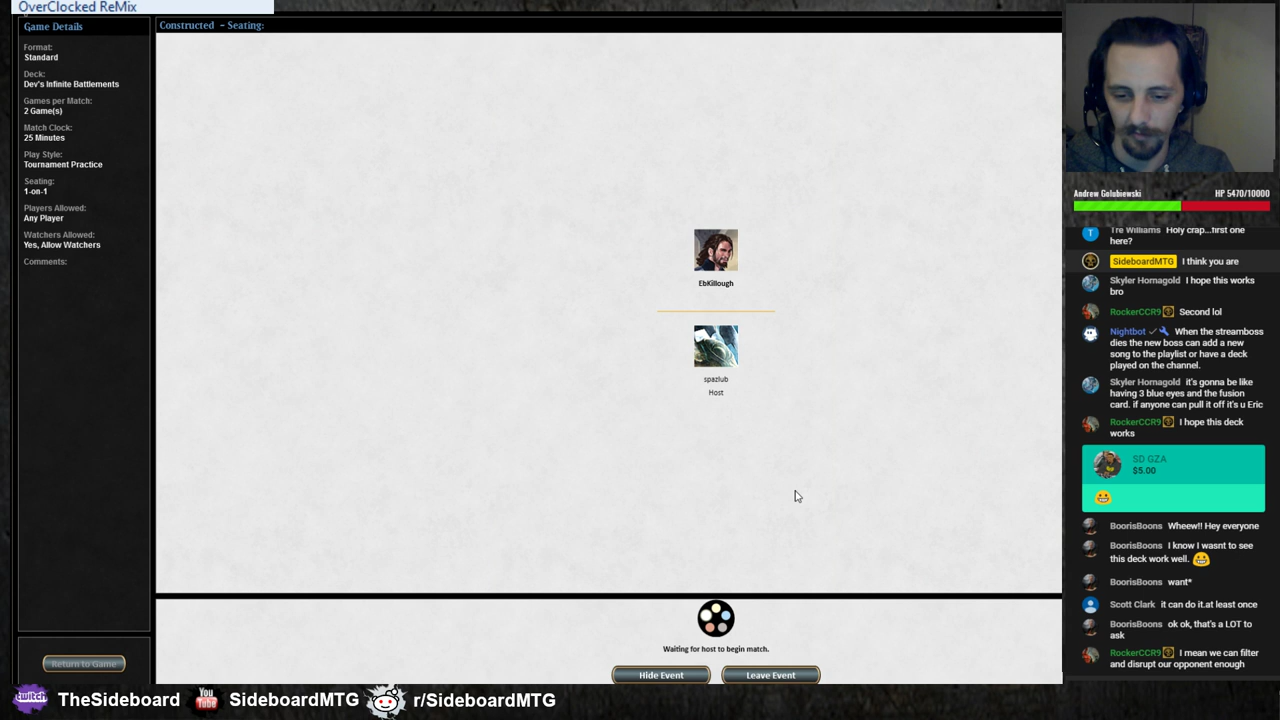 OverClocked ReMix
Game Details
Format:
Standard
Deck:
Dev's Infinite Battlements
Games per Match:
2 Game(s)
Match Clock:
25 Minutes
Play Style:
Tournament Practice
Seating:
1-on-1
Players Allowed:
Any Player
Watchers Allowed:
Yes, Allow Watchers
Comments:
Return to Game
Constructed - Seating:
EbKillough
spazlub
Host
Waiting for host to begin match.
Hide Event
Leave Event
Andrew Golubiewski HP 5470/10000
T Tre Williams Holy crap...first one
here?
SideboardMTG I think you are
Skyler Hornagold I hope this works
bro
RockerCCR9 Second lol
Nightbot When the streamboss
dies the new boss can add a new
song to the playlist or have a deck
played on the channel.
Skyler Hornagold it's gonna be like
having 3 blue eyes and the fusion
card. if anyone can pull it off it's u Eric
RockerCCR9 I hope this deck
works
SD GZA
$5.00
BoorisBoons Wheew!! Hey everyone
BoorisBoons I know I wasnt to see
this deck work well.
BoorisBoons want*
Scott Clark it can do it.at least once
BoorisBoons ok ok, that's a LOT to
ask
RockerCCR9 I mean we can filter
and disrupt our opponent enough
twitch TheSideboard You Tube SideboardMTG r/SideboardMTG